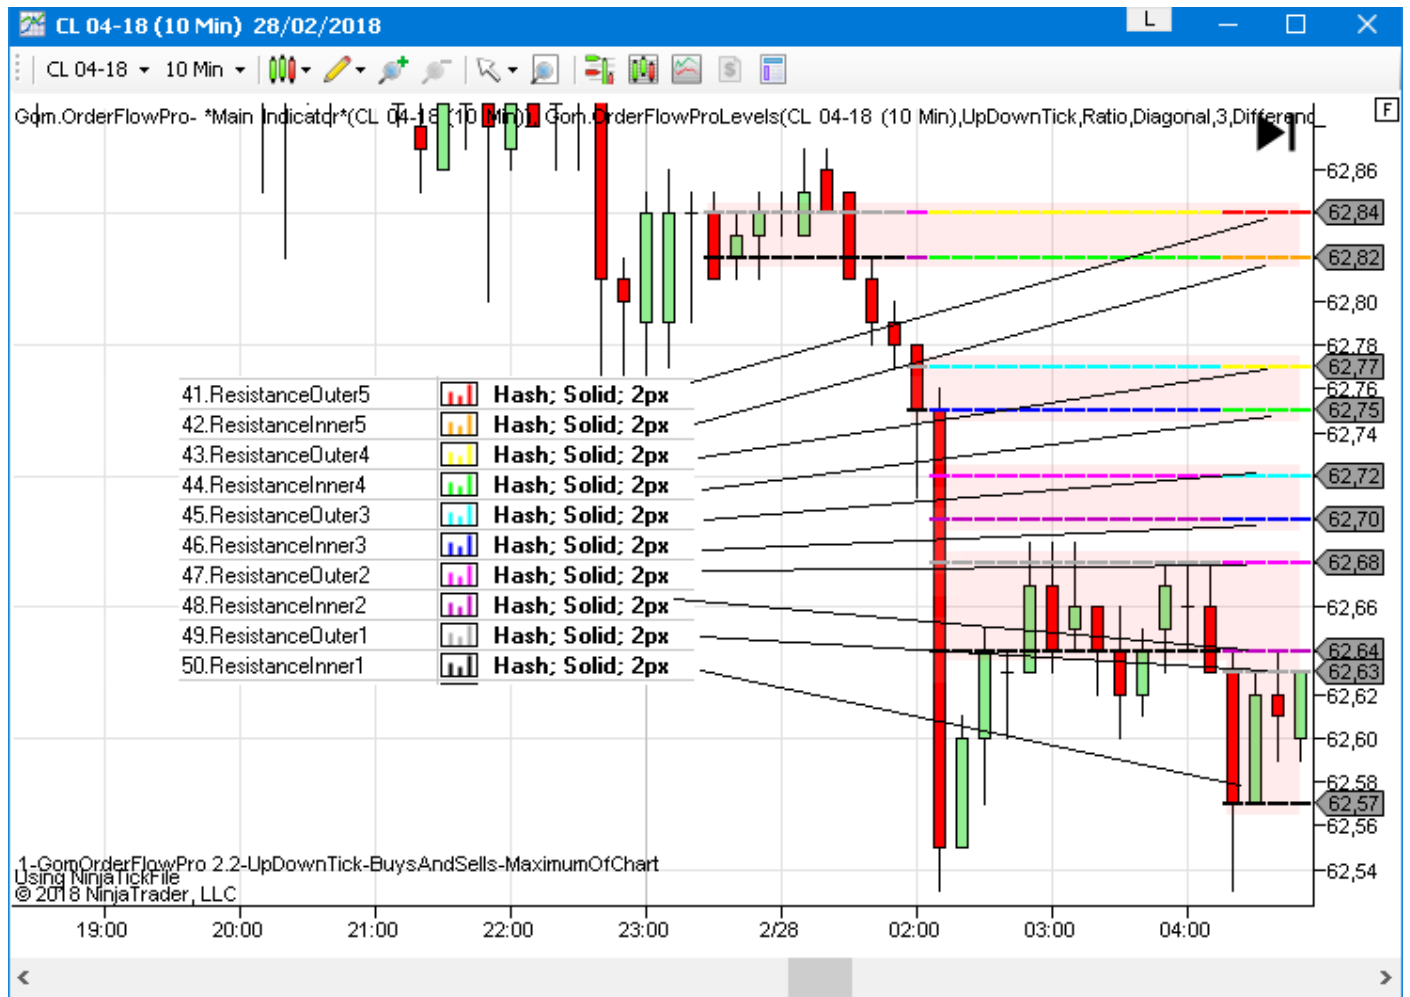 CL 04-18 (10 Min) 28/02/2018
L
CL 04-18 10 Min
Gom.OrderFlowPro- *Main Indicator*(CL 04-18 (10 Min)), Gom.OrderFlowProLevels(CL 04-18 (10 Min),UpDownTick,Ratio,Diagonal,3,Differenc
F
62,86
62,84
62,82
62,80
62,78
62,77
62,76
62,75
62,74
62,72
62,70
62,68
62,66
62,64
62,63
62,62
62,60
62,58
62,57
62,56
62,54
41.ResistanceOuter5 Hash; Solid; 2px
42.ResistanceInner5 Hash; Solid; 2px
43.ResistanceOuter4 Hash; Solid; 2px
44.ResistanceInner4 Hash; Solid; 2px
45.ResistanceOuter3 Hash; Solid; 2px
46.ResistanceInner3 Hash; Solid; 2px
47.ResistanceOuter2 Hash; Solid; 2px
48.ResistanceInner2 Hash; Solid; 2px
49.ResistanceOuter1 Hash; Solid; 2px
50.ResistanceInner1 Hash; Solid; 2px
1-GomOrderFlowPro 2.2-UpDownTick-BuysAndSells-MaximumOfChart
Using NinjaTickFile
© 2018 NinjaTrader, LLC
19:00 20:00 21:00 22:00 23:00 2/28 02:00 03:00 04:00